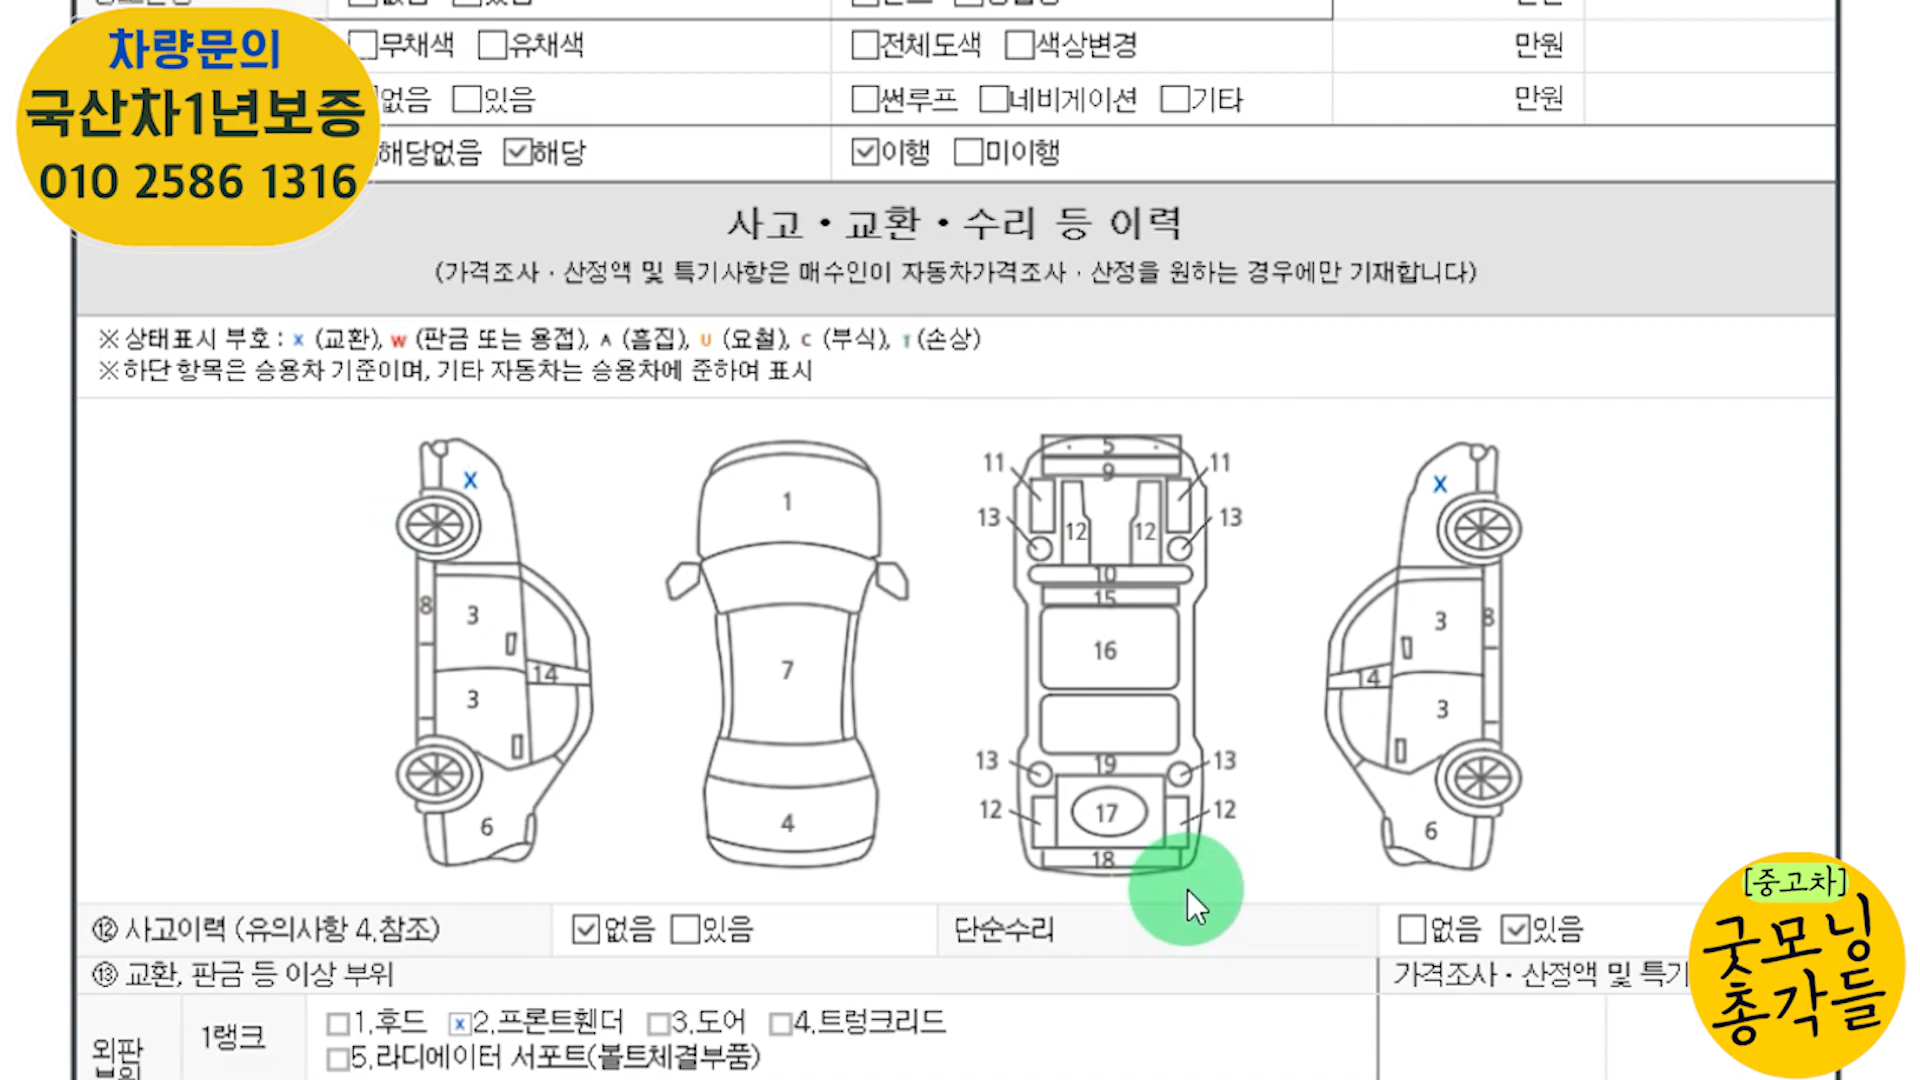 차량문의
국산차1년보증
010 2586 1316
무채색 유채색 전체도색 색상변경 만원
없음 있음 썬루프 네비게이션 기타 만원
해당없음 해당 이행 미이행
사고·교환·수리 등 이력
(가격조사·산정액 및 특기사항은 매수인이 자동차가격조사·산정을 원하는 경우에만 기재합니다)
※상태표시 부호 : X (교환), W (판금 또는 용접), A (흠집), U (요철), C (부식), T (손상)
※하단 항목은 승용차 기준이며, 기타 자동차는 승용차에 준하여 표시
X
8
3
14
3
6
1
7
4
5
9
11
11
13
13
12
12
10
15
16
13
19
13
12
17
12
18
X
3
8
14
3
6
⑫ 사고이력 (유의사항 4.참조) 없음 있음 단순수리 없음 있음
⑬ 교환, 판금 등 이상 부위 가격조사·산정액 및 특기
외판
1랭크
1.후드 X 2.프론트휀더 3.도어 4.트렁크리드
5.라디에이터 서포트(볼트체결부품)
[중고차]
굿모닝
총각들